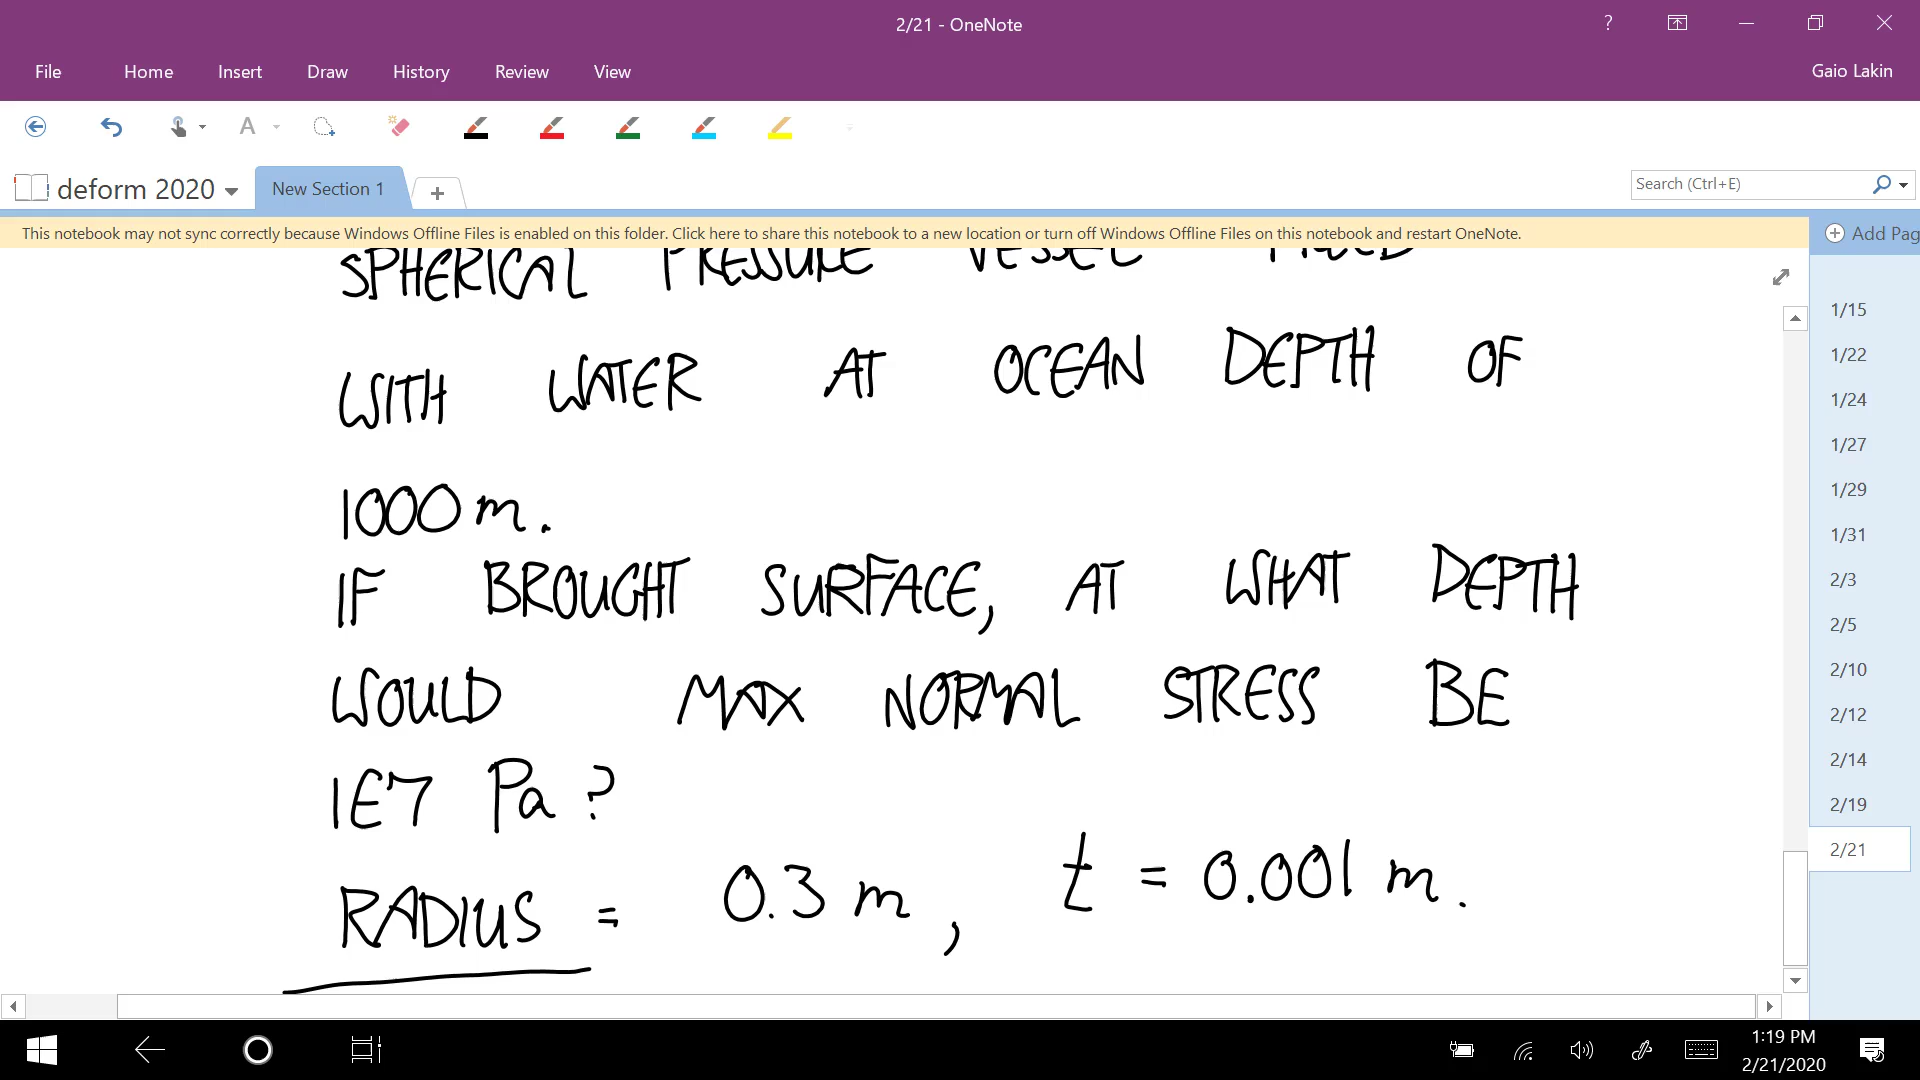 2/21 - OneNote
?
File Home Insert Draw History Review View
Gaio Lakin
A
deform 2020
New Section 1
+
Search (Ctrl+E)
This notebook may not sync correctly because Windows Offline Files is enabled on this folder. Click here to share this notebook to a new location or turn off Windows Offline Files on this notebook and restart OneNote.
Add Pag
SPHERICAL PRESSURE VESSEL FILLED
WITH WATER AT OCEAN DEPTH OF
1000 m.
IF BROUGHT SURFACE, AT WHAT DEPTH
WOULD MAX NORMAL STRESS BE
1E7 Pa ?
RADIUS = 0.3 m, t = 0.001 m.
1/15
1/22
1/24
1/27
1/29
1/31
2/3
2/5
2/10
2/12
2/14
2/19
2/21
1:19 PM
2/21/2020